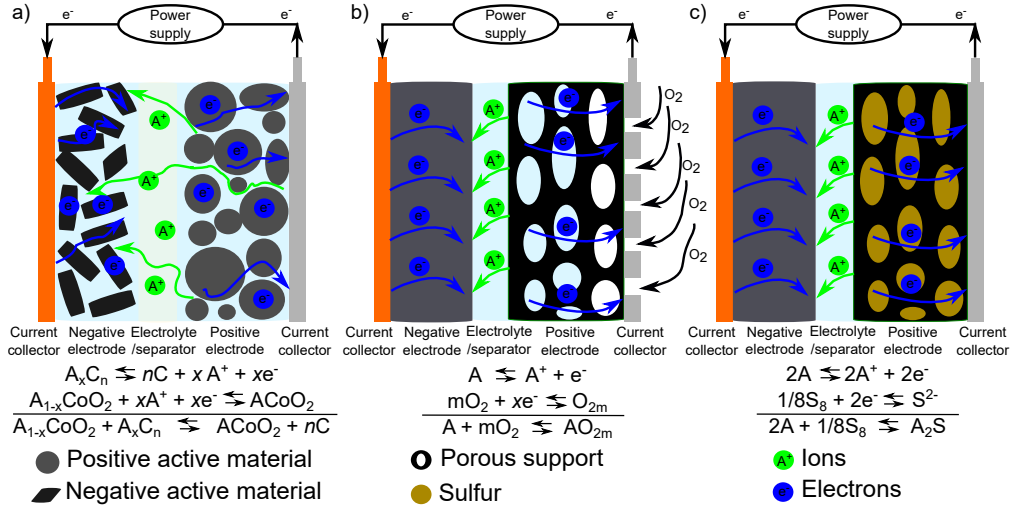 a)
e-
Power
supply
e-
A+
e-
e-
A+
e-
A+
e-
e-
e-
e-
A+
e-
A+
e-
Current
collector
Negative
electrode
Electrolyte
/separator
Positive
electrode
Current
collector
AxCn ⇆ nC + x A+ + xe-
A1-xCoO2 + xA+ + xe- ⇆ ACoO2
A1-xCoO2 + AxCn ⇆ ACoO2 + nC
b)
e-
Power
supply
e-
e-
e-
e-
e-
A+
A+
A+
A+
e-
e-
e-
e-
O2
O2
O2
O2
O2
Current
collector
Negative
electrode
Electrolyte
/separator
Positive
electrode
Current
collector
A ⇆ A+ + e-
mO2 + xe- ⇆ O2m
A + mO2 ⇆ AO2m
c)
e-
Power
supply
e-
e-
e-
e-
e-
A+
A+
A+
A+
e-
e-
e-
e-
Current
collector
Negative
electrode
Electrolyte
/separator
Positive
electrode
Current
collector
2A ⇆ 2A+ + 2e-
1/8S8 + 2e- ⇆ S2-
2A + 1/8S8 ⇆ A2S
Positive active material
Negative active material
Porous support
Sulfur
A+ Ions
e- Electrons